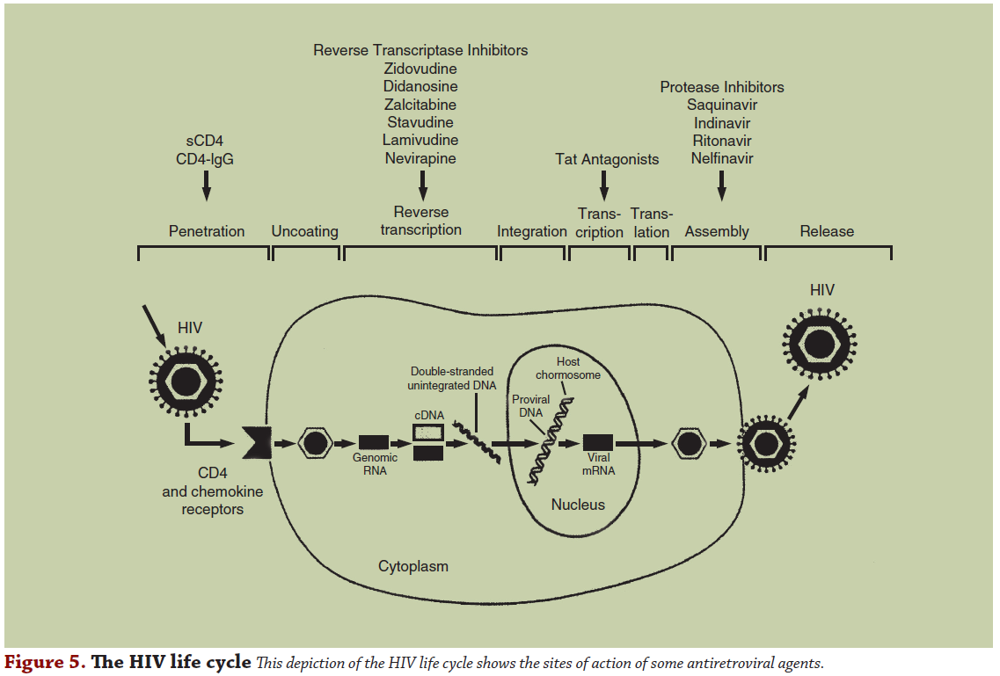 Reverse Transcriptase Inhibitors
Zidovudine
Didanosine
Zalcitabine
Stavudine
Lamivudine
Nevirapine
Protease Inhibitors
Saquinavir
Indinavir
Ritonavir
Nelfinavir
sCD4
CD4-IgG
Tat Antagonists
Penetration
Uncoating
Reverse
transcription
Integration
Trans-
cription
Trans-
lation
Assembly
Release
HIV
HIV
Double-stranded
unintegrated DNA
Host
chormosome
Proviral
DNA
cDNA
Genomic
RNA
Viral
mRNA
CD4
and chemokine
receptors
Nucleus
Cytoplasm
Figure 5. The HIV life cycle This depiction of the HIV life cycle shows the sites of action of some antiretroviral agents.